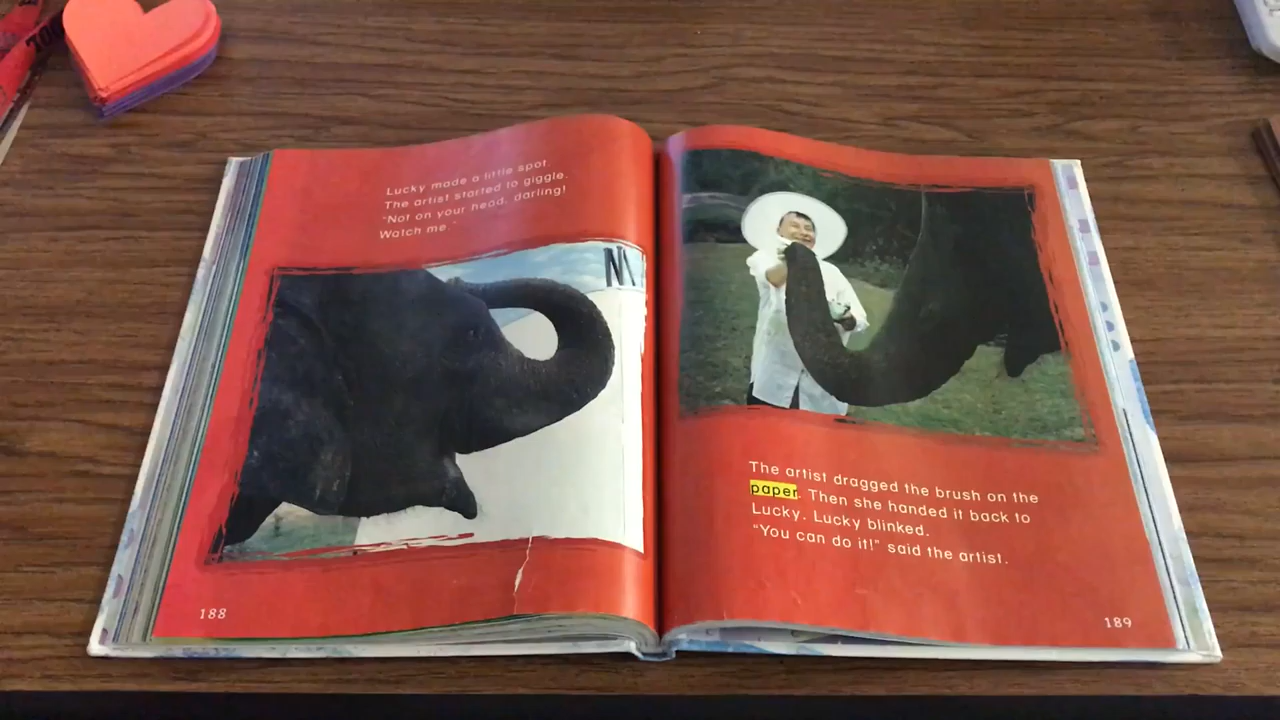 Lucky made a little spot.
The artist started to giggle.
"Not on your head, darling!
Watch me."
188
The artist dragged the brush on the
paper. Then she handed it back to
Lucky. Lucky blinked.
"You can do it!" said the artist.
189